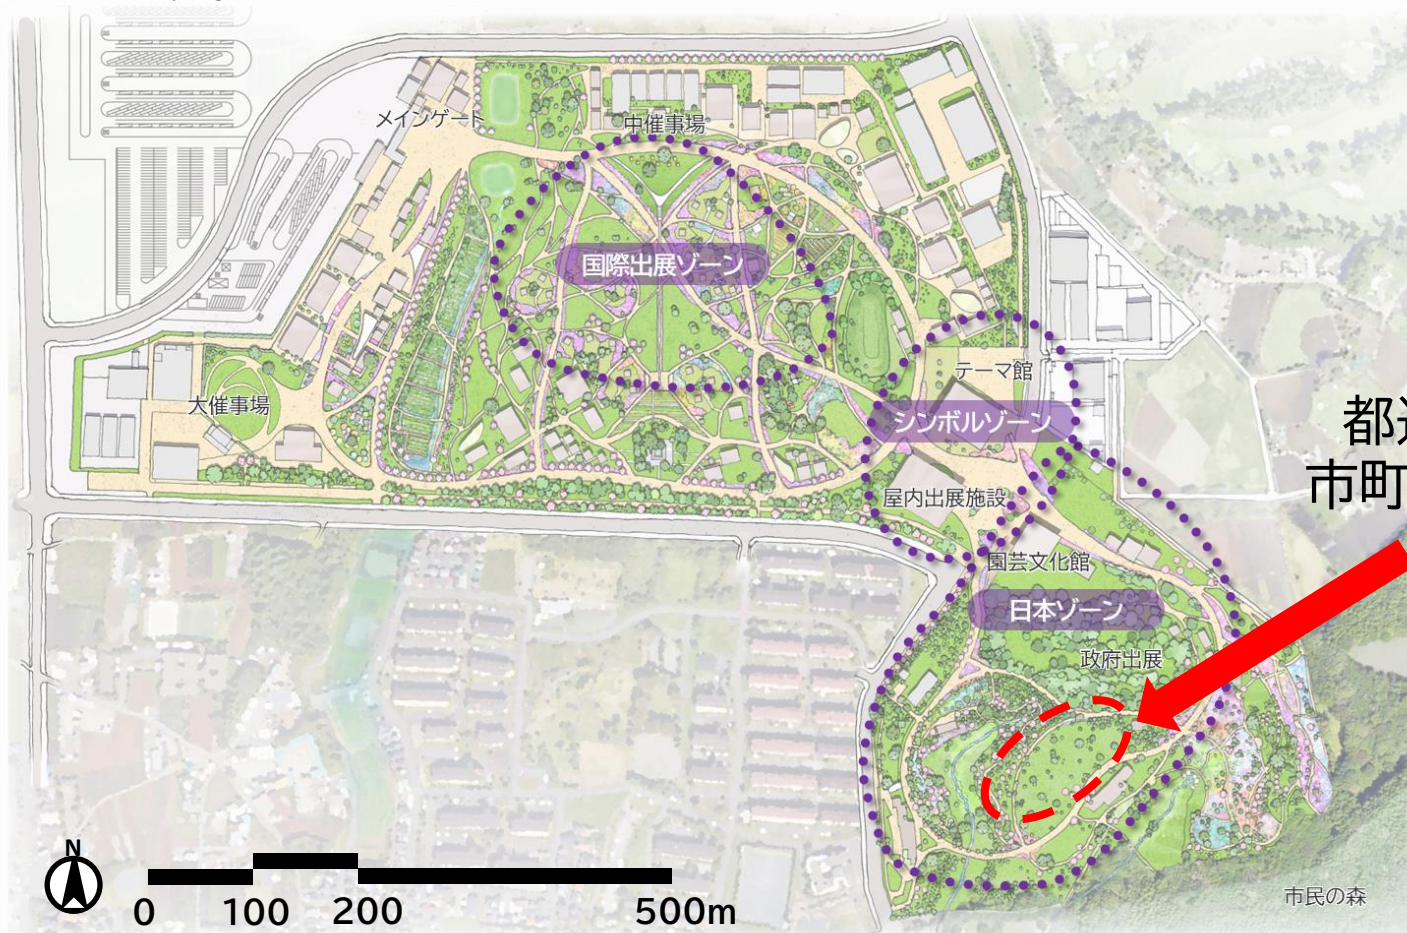 メインゲート
中催事場
国際出展ゾーン
テーマ館
大催事場
シンボルゾーン
市町
屋内出展施設
園芸文化館
日本ゾーン
政府出展
市民の森
N
0 100 200 500m